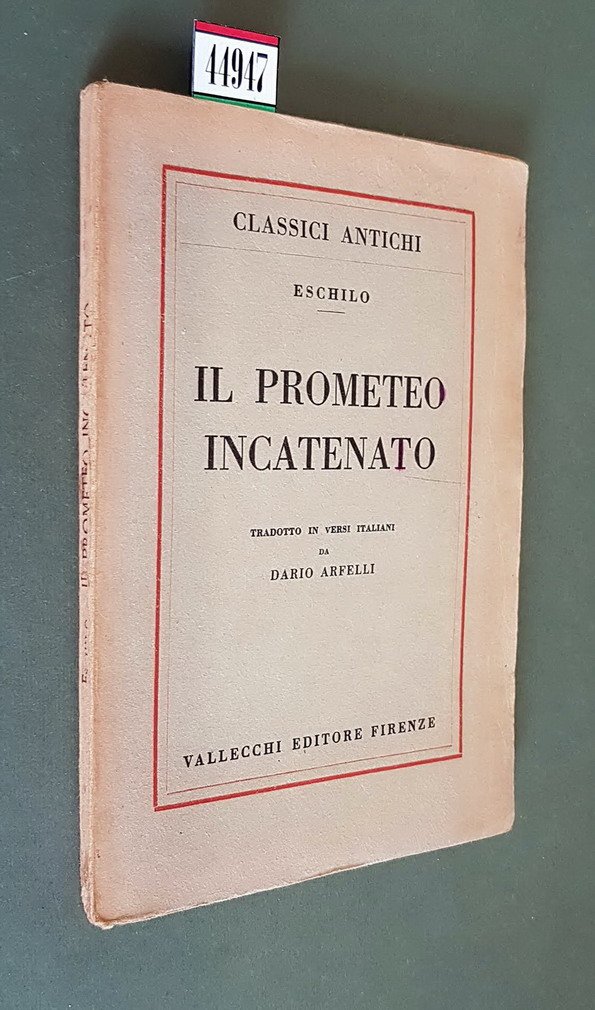 44947
CLASSICI ANTICHI
ESCHILO
IL PROMETEO
INCATENATO
TRADOTTO IN VERSI ITALIANI
DA
DARIO ARFELLI
VALLECCHI EDITORE FIRENZE
IL PROMETEO